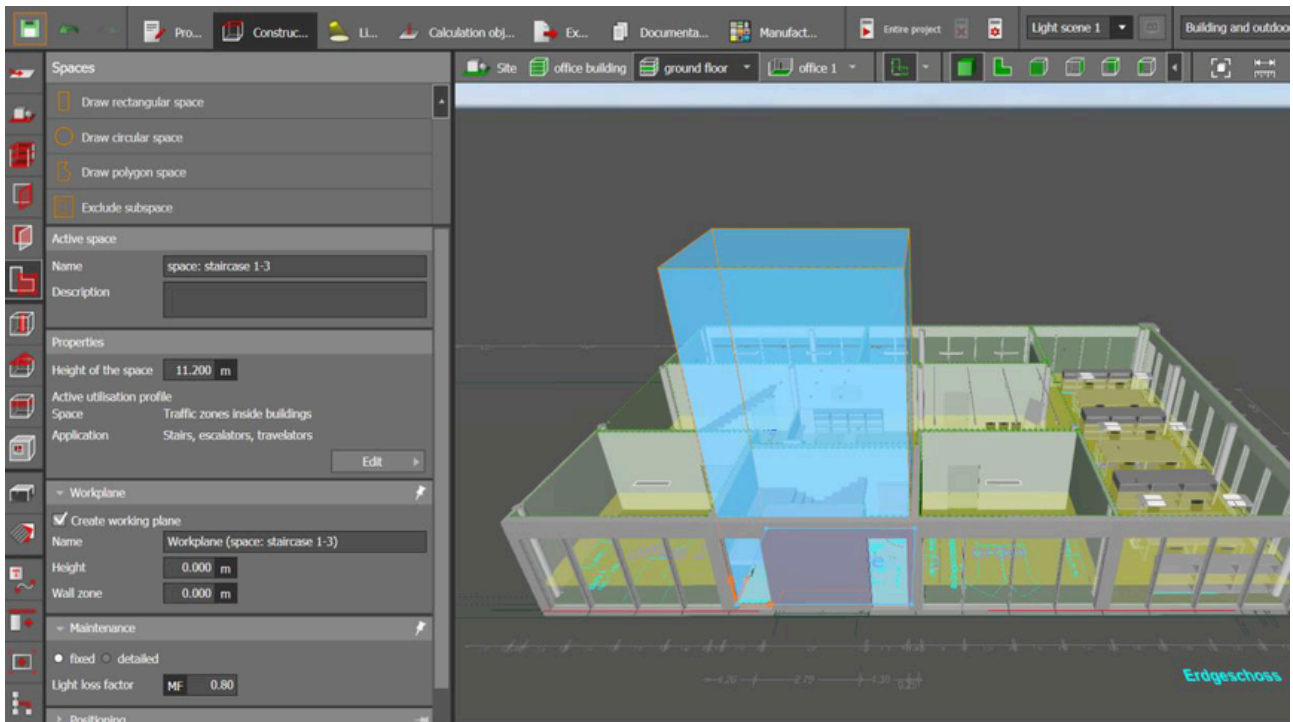 Pro...
Construc...
Li...
Calculation obj...
Ex...
Documenta...
Manufact...
Entire project
Light scene 1
Building and outdoo
Spaces
Site
office building
ground floor
office 1
Draw rectangular space
Draw circular space
Draw polygon space
Exclude subspace
Active space
Name space: staircase 1-3
Description
Properties
Height of the space 11.200 m
Active utilisation profile
Space Traffic zones inside buildings
Application Stairs, escalators, travelators
Edit
Workplane
Create working plane
Name Workplane (space: staircase 1-3)
Height 0.000 m
Wall zone 0.000 m
Maintenance
fixed detailed
Light loss factor MF 0.80
Positioning
Erdgeschoss